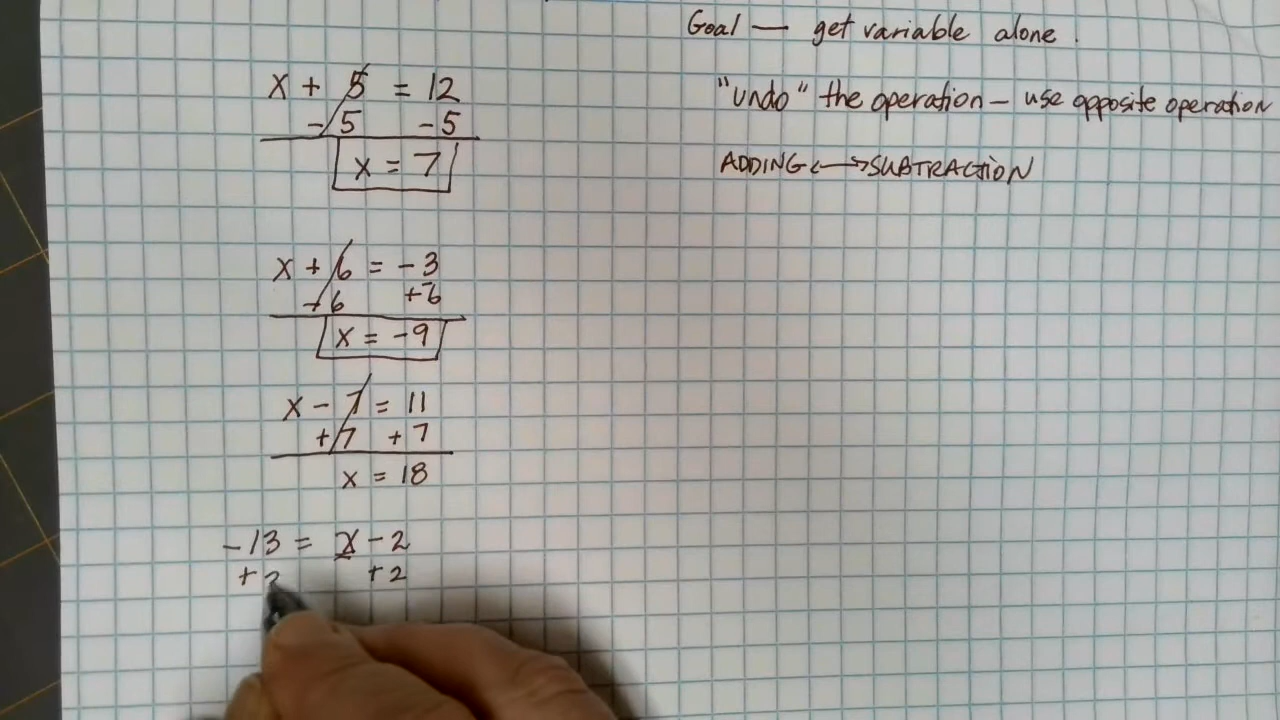 Goal — get variable alone.
"undo" the operation — use opposite operation
ADDING ⟷ SUBTRACTION
x + 5 = 12
- 5 - 5
x = 7
x + 6 = -3
-6 +6
x = -9
x - 7 = 11
+7 +7
x = 18
-13 = x - 2
+2 +2